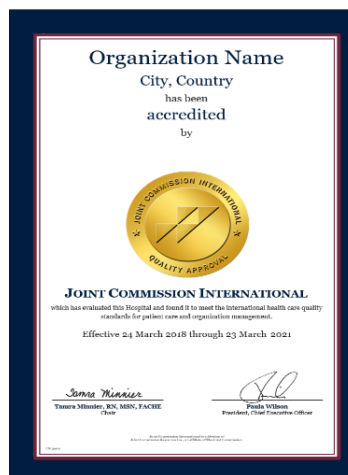 Organization Name
City, Country
has been
accredited
by
JOINT COMMISSION INTERNATIONAL
QUALITY APPROVAL
JOINT COMMISSION INTERNATIONAL
which has evaluated this Hospital and found it to meet the international health care quality
standards for patient care and organization management.
Effective 24 March 2018 through 23 March 2021
Tamra Minnier
Tamra Minnier, RN, MSN, FACHE
Chair
Paula Wilson
President, Chief Executive Officer